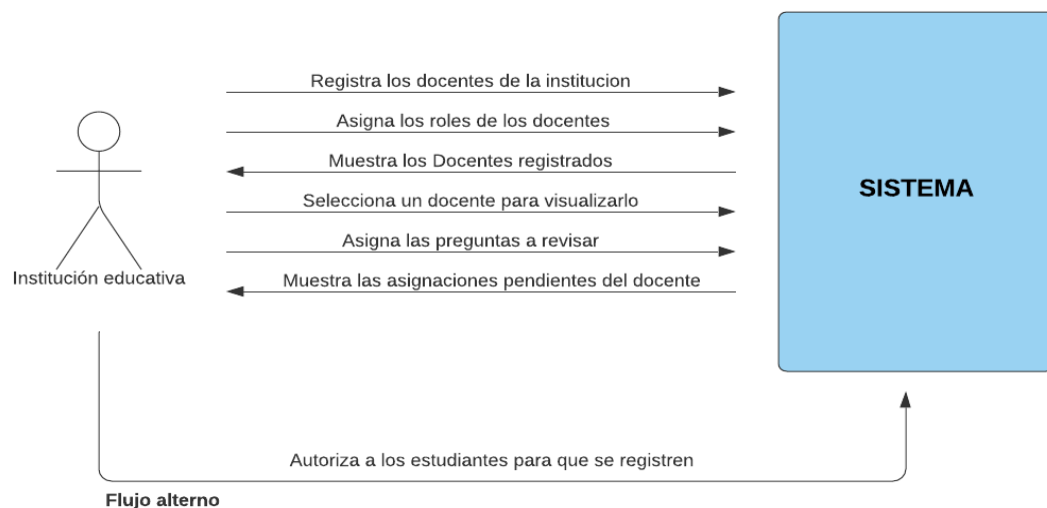 Registra los docentes de la institucion
Asigna los roles de los docentes
Muestra los Docentes registrados
Selecciona un docente para visualizarlo
Asigna las preguntas a revisar
Muestra las asignaciones pendientes del docente
Institución educativa
SISTEMA
Autoriza a los estudiantes para que se registren
Flujo alterno